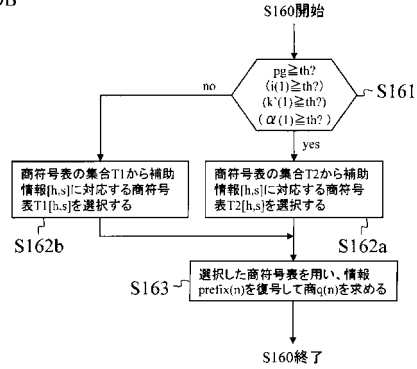 S160開始
pg≧th?
(i(1)≧th?)
(k'(1)≧th?)
(α(1)≧th?)
S161
no
yes
商符号表の集合T1から補助
情報[h,s]に対応する商符号
表T1[h,s]を選択する
S162b
商符号表の集合T2から補助
情報[h,s]に対応する商符号
表T2[h,s]を選択する
S162a
S163
選択した商符号表を用い、情報
prefix(n)を復号して商q(n)を求める
S160終了